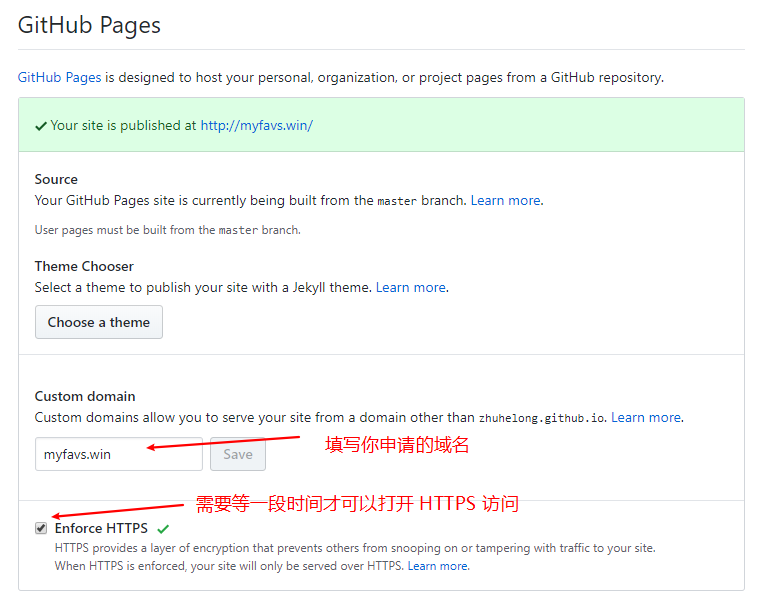 GitHub Pages
GitHub Pages is designed to host your personal, organization, or project pages from a GitHub repository.
Your site is published at http://myfavs.win/
Source
Your GitHub Pages site is currently being built from the master branch. Learn more.
User pages must be built from the master branch.
Theme Chooser
Select a theme to publish your site with a Jekyll theme. Learn more.
Choose a theme
Custom domain
Custom domains allow you to serve your site from a domain other than zhuhelong.github.io. Learn more.
myfavs.win
Save
填写你申请的域名
需要等一段时间才可以打开 HTTPS 访问
Enforce HTTPS
HTTPS provides a layer of encryption that prevents others from snooping on or tampering with traffic to your site.
When HTTPS is enforced, your site will only be served over HTTPS. Learn more.